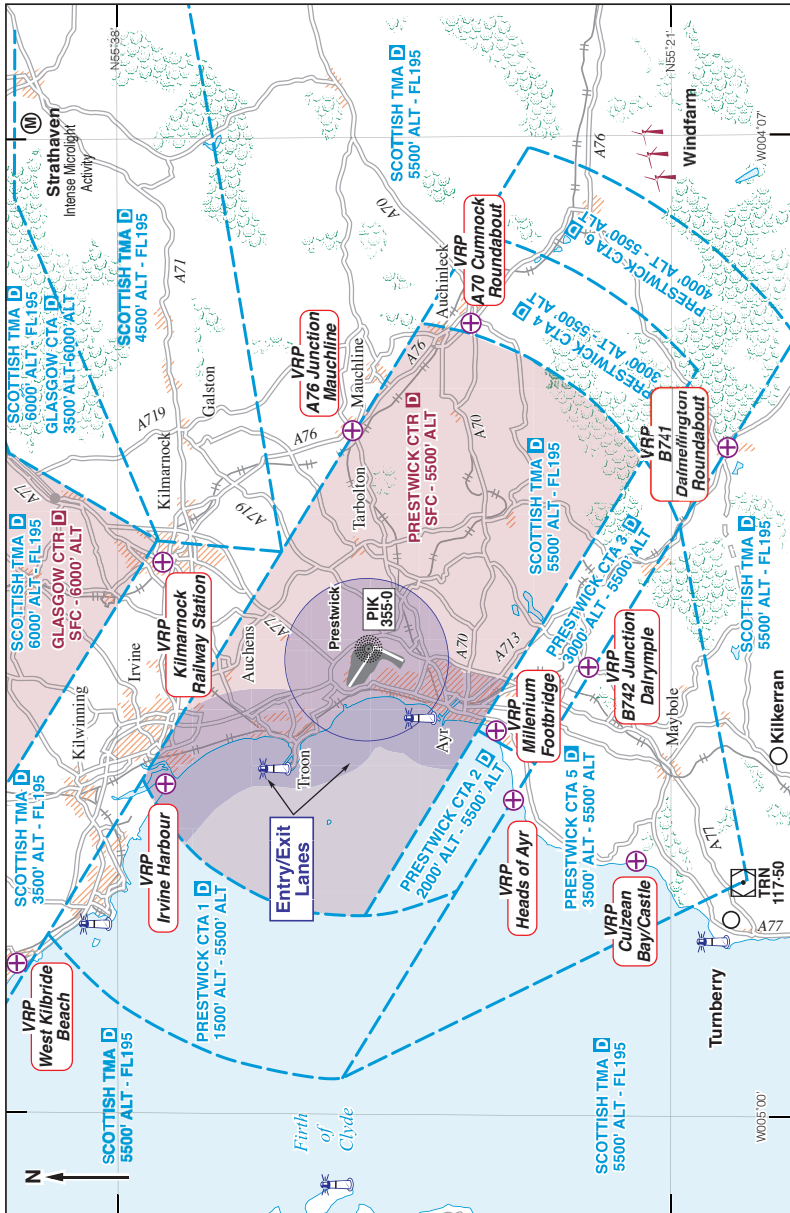 N
VRP
West Kilbride
Beach
SCOTTISH TMA D
5500' ALT - FL195
SCOTTISH TMA D
3500' ALT - FL195
Kilwinning
Irvine
SCOTTISH TMA D
6000' ALT - FL195
GLASGOW CTR D
SFC - 6000' ALT
A77
SCOTTISH TMA D
6000' ALT - FL195
GLASGOW CTA D
3500' ALT-6000'ALT
Strathaven
Intense Microlight
Activity
M
N55°38'
SCOTTISH TMA D
4500' ALT - FL195
A71
A719
Kilmarnock
Galston
VRP
Kilmarnock
Railway Station
VRP
Irvine Harbour
PRESTWICK CTA 1 D
1500' ALT - 5500' ALT
Auchens
A77
A719
A76
VRP
A76 Junction
Mauchline
Mauchline
Tarbolton
Troon
Entry/Exit
Lanes
Prestwick
PIK
355·0
Firth
of
Clyde
PRESTWICK CTR D
SFC - 5500' ALT
A76
Auchinleck
A70
SCOTTISH TMA D
5500' ALT - FL195
VRP
A70 Cumnock
Roundabout
A70
A70
A713
Ayr
PRESTWICK CTA 2 D
2000' ALT - 5500' ALT
VRP
Millenium
Footbridge
VRP
Heads of Ayr
SCOTTISH TMA D
5500' ALT - FL195
PRESTWICK CTA 4 D
3000' ALT-5500' ALT
PRESTWICK CTA 6 D
4000' ALT- 5500' ALT
A76
PRESTWICK CTA 3 D
3000' ALT - 5500' ALT
PRESTWICK CTA 5 D
3500' ALT - 5500' ALT
VRP
B742 Junction
Dalrymple
VRP
B741
Dalmellington
Roundabout
VRP
Culzean
Bay/Castle
Maybole
SCOTTISH TMA D
5500' ALT - FL195
N55°21'
Windfarm
A77
TRN
117·50
A77
Turnberry
Kilkerran
SCOTTISH TMA D
5500' ALT - FL195
W005°00'
W004°07'